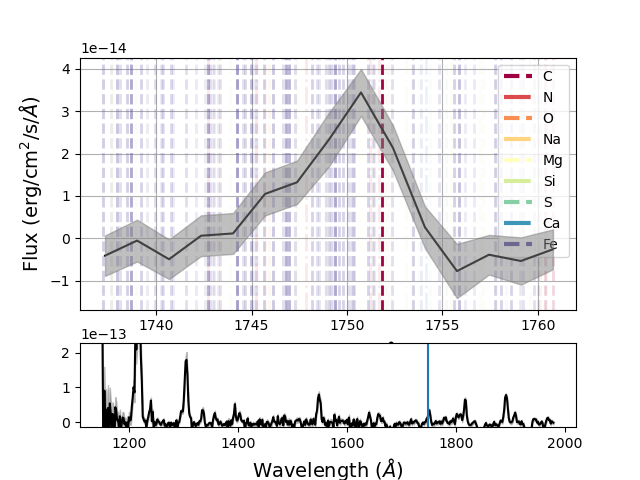 1e−14
4
3
2
1
0
−1
Flux (erg/cm²/s/Å)
C
N
O
Na
Mg
Si
S
Ca
Fe
1740 1745 1750 1755 1760
1e−13
2
0
1200 1400 1600 1800 2000
Wavelength (Å)